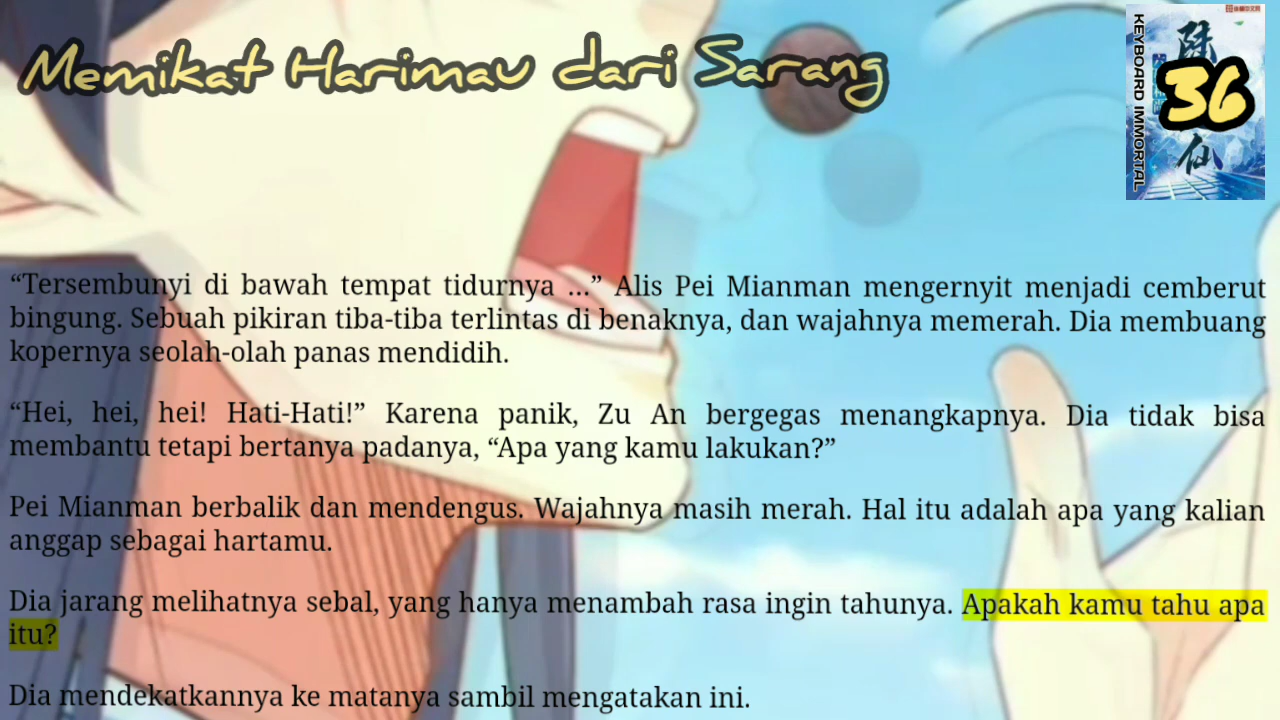 Memikat Harimau dari Sarang
KEYBOARD IMMORTAL
36
仙
“Tersembunyi di bawah tempat tidurnya ...” Alis Pei Mianman mengernyit menjadi cemberut
bingung. Sebuah pikiran tiba-tiba terlintas di benaknya, dan wajahnya memerah. Dia membuang
kopernya seolah-olah panas mendidih.
“Hei, hei, hei! Hati-Hati!” Karena panik, Zu An bergegas menangkapnya. Dia tidak bisa
membantu tetapi bertanya padanya, “Apa yang kamu lakukan?”
Pei Mianman berbalik dan mendengus. Wajahnya masih merah. Hal itu adalah apa yang kalian
anggap sebagai hartamu.
Dia jarang melihatnya sebal, yang hanya menambah rasa ingin tahunya. Apakah kamu tahu apa
itu?
Dia mendekatkannya ke matanya sambil mengatakan ini.